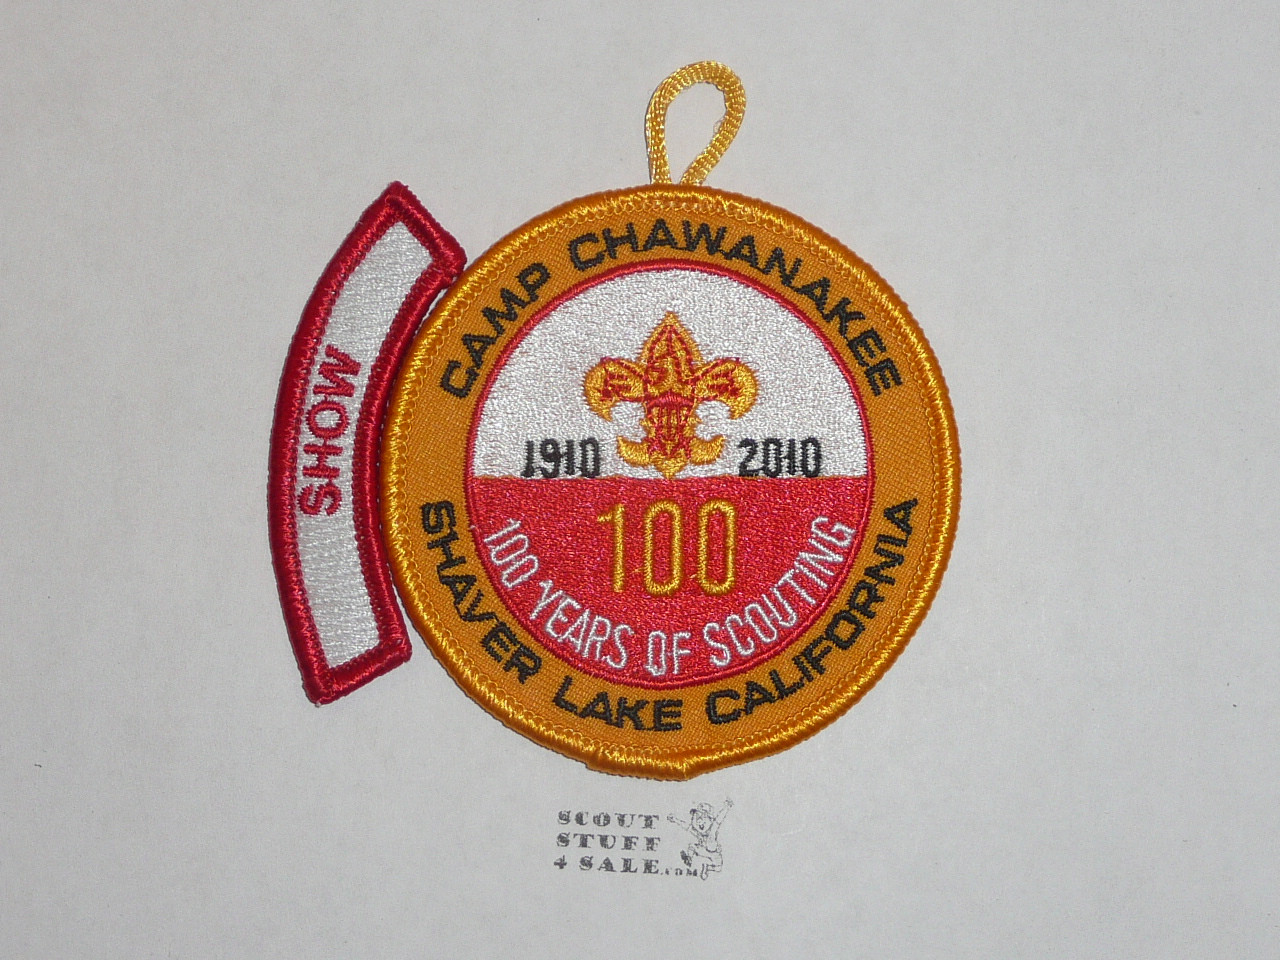 SHOW
CAMP CHAWANAKEE
1910 2010
100
100 YEARS OF SCOUTING
SHAVER LAKE CALIFORNIA
SCOUT
STUFF
4 SALE.COM